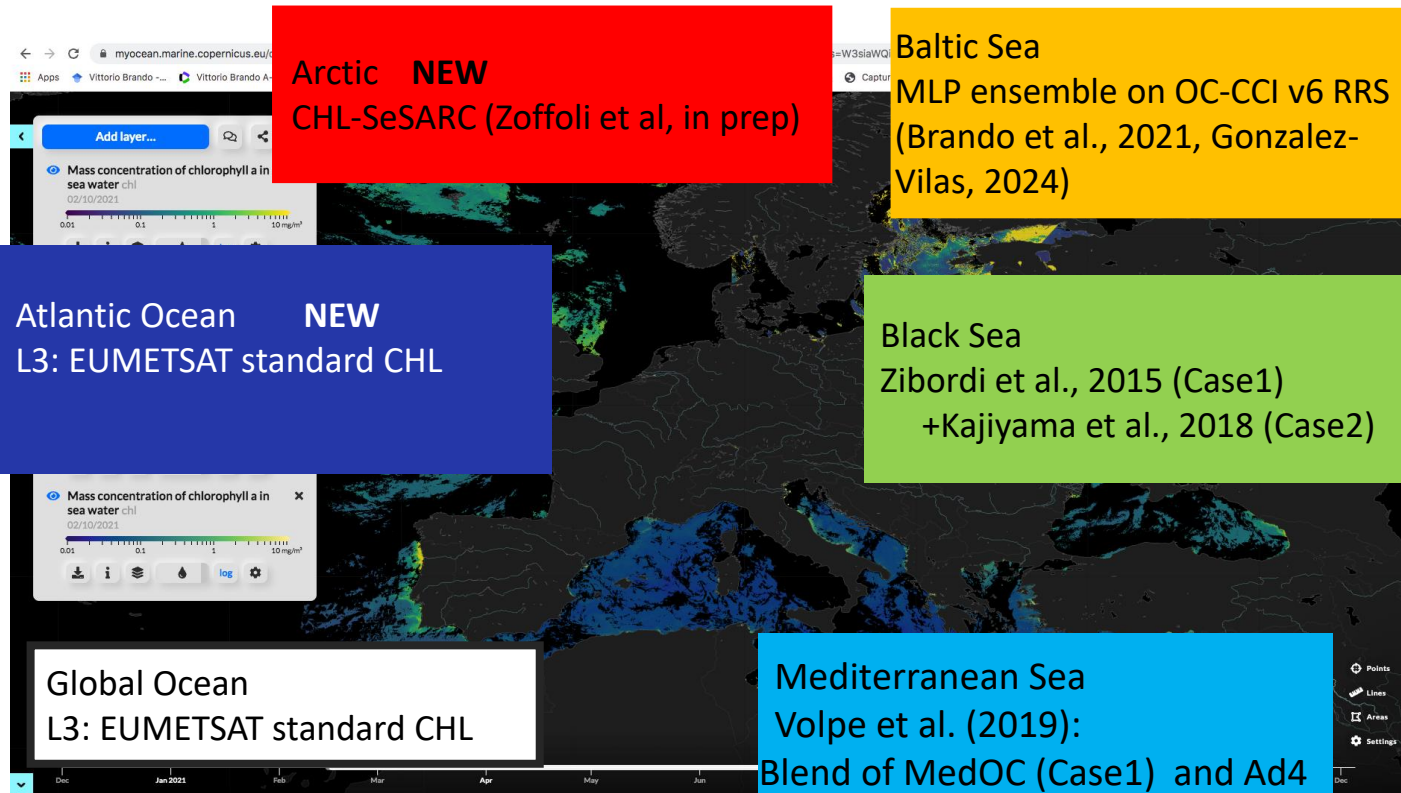 myocean.marine.copernicus.eu/
=W3siaWQi
Apps
Vittorio Brando -...
Vittorio Brando A-
Captur
Arctic NEW
CHL-SeSARC (Zoffoli et al, in prep)
Baltic Sea
MLP ensemble on OC-CCI v6 RRS
(Brando et al., 2021, Gonzalez-
Vilas, 2024)
Add layer...
Mass concentration of chlorophyll a in
sea water chl
02/10/2021
0.01 0.1 1 10 mg/m³
Atlantic Ocean NEW
L3: EUMETSAT standard CHL
Black Sea
Zibordi et al., 2015 (Case1)
+Kajiyama et al., 2018 (Case2)
Mass concentration of chlorophyll a in
sea water chl
02/10/2021
0.01 0.1 1 10 mg/m³
log
Global Ocean
L3: EUMETSAT standard CHL
Mediterranean Sea
Volpe et al. (2019):
Blend of MedOC (Case1) and Ad4
Points
Lines
Areas
Settings
Dec Jan 2021 Feb Mar Apr May Jun Dec